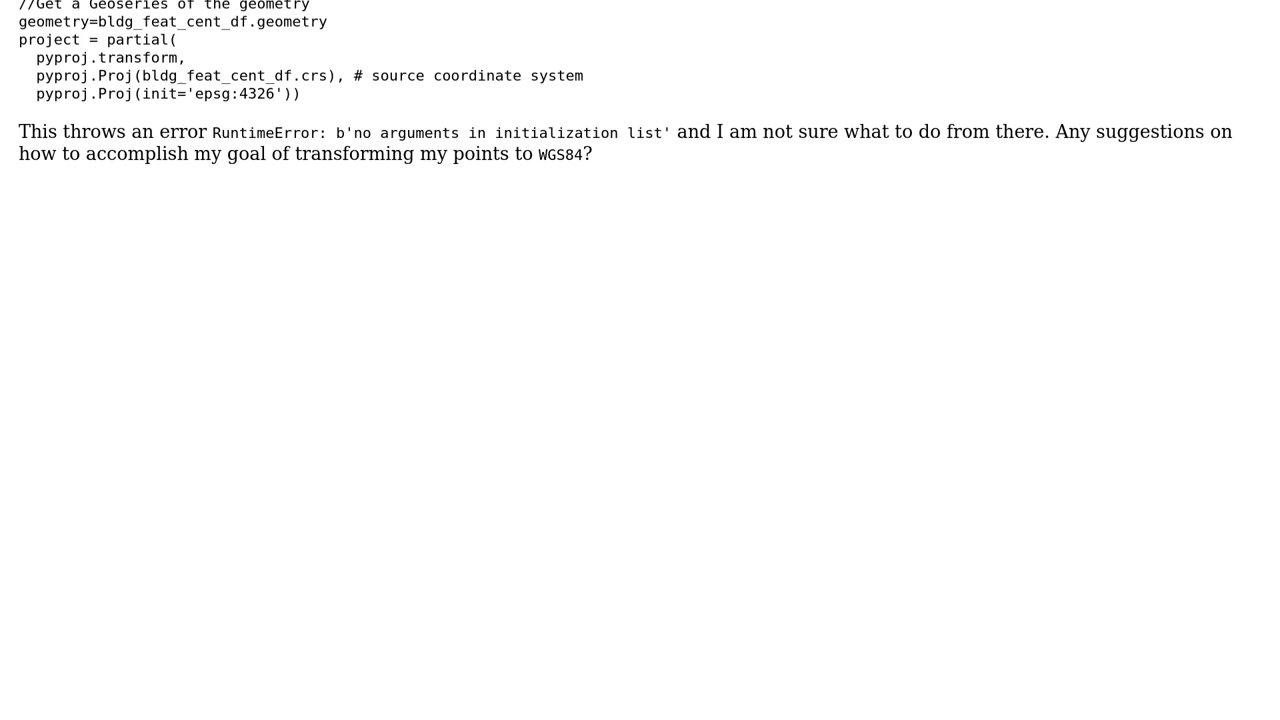 //Get a Geoseries of the geometry
geometry=bldg_feat_cent_df.geometry
project = partial(
  pyproj.transform,
  pyproj.Proj(bldg_feat_cent_df.crs), # source coordinate system
  pyproj.Proj(init='epsg:4326'))
This throws an error RuntimeError: b'no arguments in initialization list' and I am not sure what to do from there. Any suggestions on
how to accomplish my goal of transforming my points to WGS84?